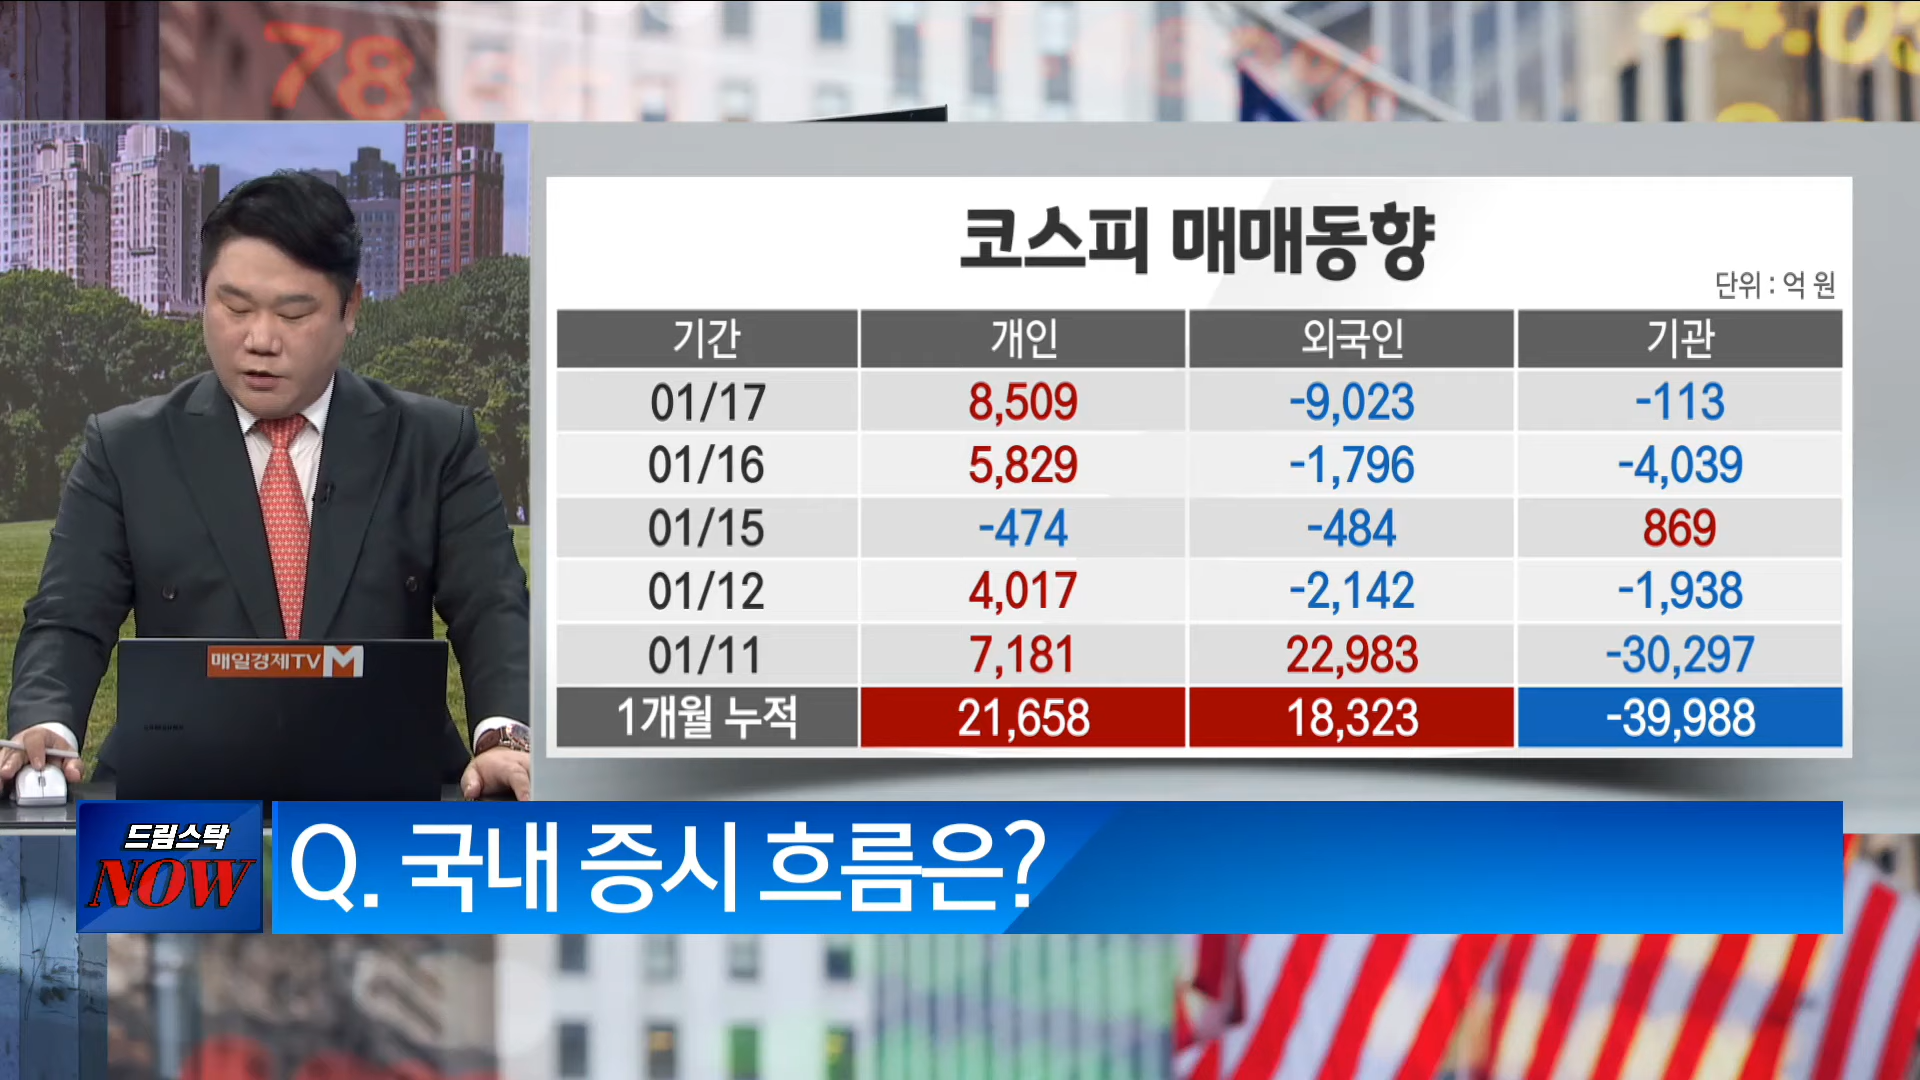 코스피 매매동향
단위 : 억 원
기간 개인 외국인 기관
01/17 8,509 -9,023 -113
01/16 5,829 -1,796 -4,039
01/15 -474 -484 869
01/12 4,017 -2,142 -1,938
01/11 7,181 22,983 -30,297
1개월 누적 21,658 18,323 -39,988
매일경제TV M
SAMSUNG
드림스탁
NOW
Q. 국내 증시 흐름은?